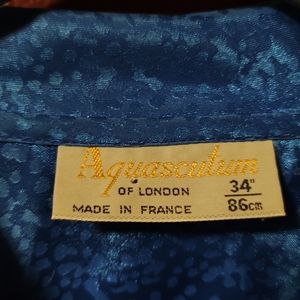 Aquascutum
OF LONDON 34"
MADE IN FRANCE 86cm